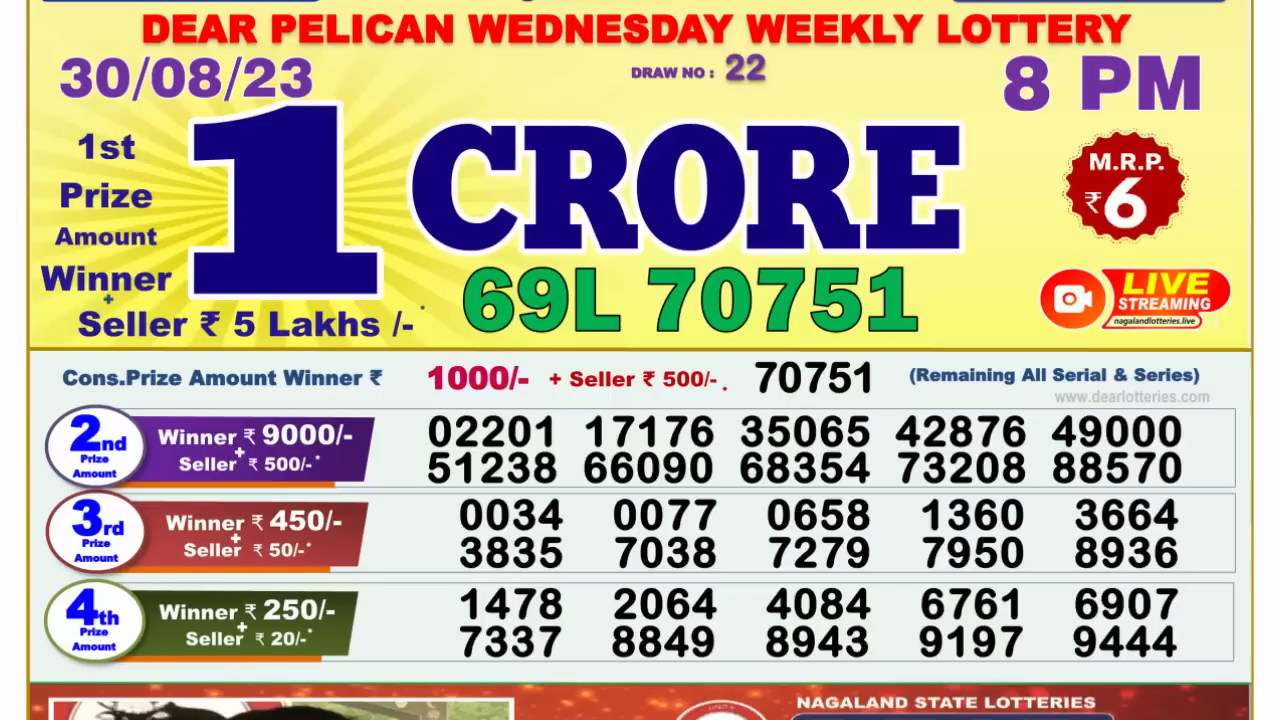 DEAR PELICAN WEDNESDAY WEEKLY LOTTERY
30/08/23
DRAW NO : 22
8 PM
1st
Prize
Amount
Winner
+
Seller ₹ 5 Lakhs /-
1 CRORE
69L 70751
M.R.P.
₹ 6
LIVE
STREAMING
nagalandlotteries.live
Cons.Prize Amount Winner ₹ 1000/- + Seller ₹ 500/- . 70751 (Remaining All Serial & Series)
www.dearlotteries.com
2nd
Prize
Amount
Winner ₹ 9000/-
+
Seller ₹ 500/-*
02201 17176 35065 42876 49000
51238 66090 68354 73208 88570
3rd
Prize
Amount
Winner ₹ 450/-
+
Seller ₹ 50/-*
0034 0077 0658 1360 3664
3835 7038 7279 7950 8936
4th
Prize
Amount
Winner ₹ 250/-
+
Seller ₹ 20/-*
1478 2064 4084 6761 6907
7337 8849 8943 9197 9444
NAGALAND STATE LOTTERIES